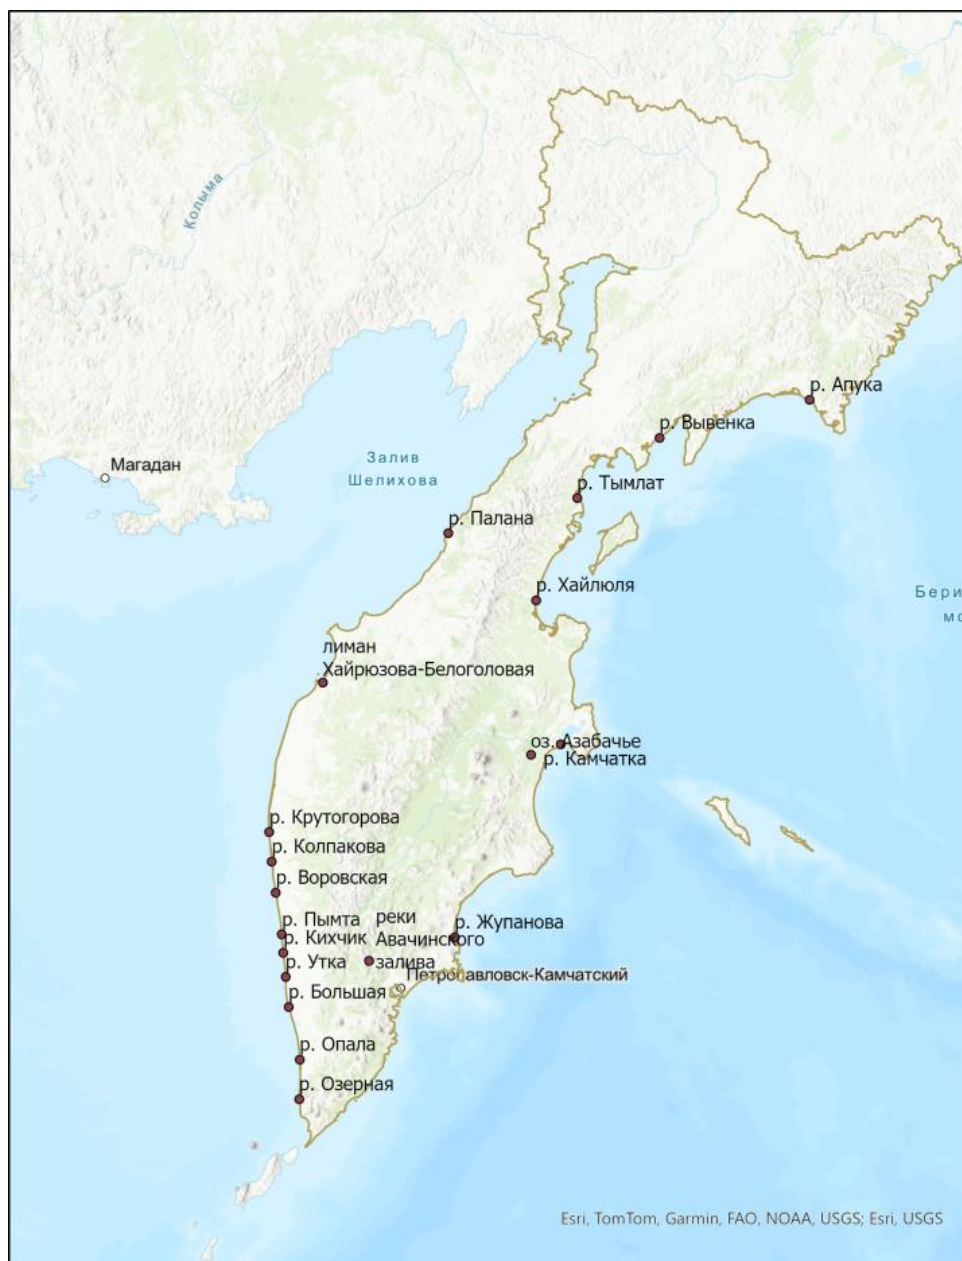 Колыма
р. Апука
р. Вывенка
Магадан
Залив
Шелихова
р. Тымлат
р. Палана
р. Хайлюля
Бери
мо
лиман
Хайрюзова-Белоголовая
оз. Азабачье
р. Камчатка
р. Крутогорова
р. Колпакова
р. Воровская
р. Пымта
реки
Авачинского
залива
р. Жупанова
р. Кихчик
р. Утка
Петропавловск-Камчатский
р. Большая
р. Опала
р. Озерная
Esri, TomTom, Garmin, FAO, NOAA, USGS; Esri, USGS